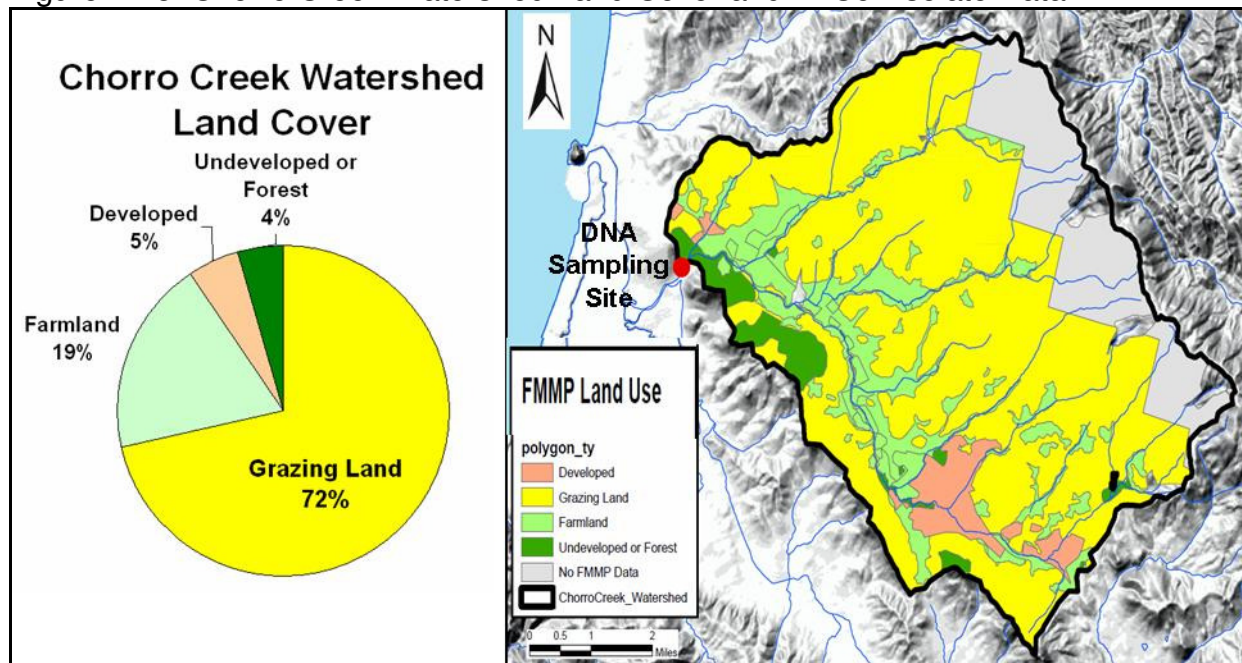 Chorro Creek Watershed
Land Cover
Undeveloped or
Forest
4%
Developed
5%
Farmland
19%
Grazing Land
72%
N
DNA
Sampling
Site
FMMP Land Use
polygon_ty
Developed
Grazing Land
Farmland
Undeveloped or Forest
No FMMP Data
ChorroCreek_Watershed
0 0.5 1 2
Miles